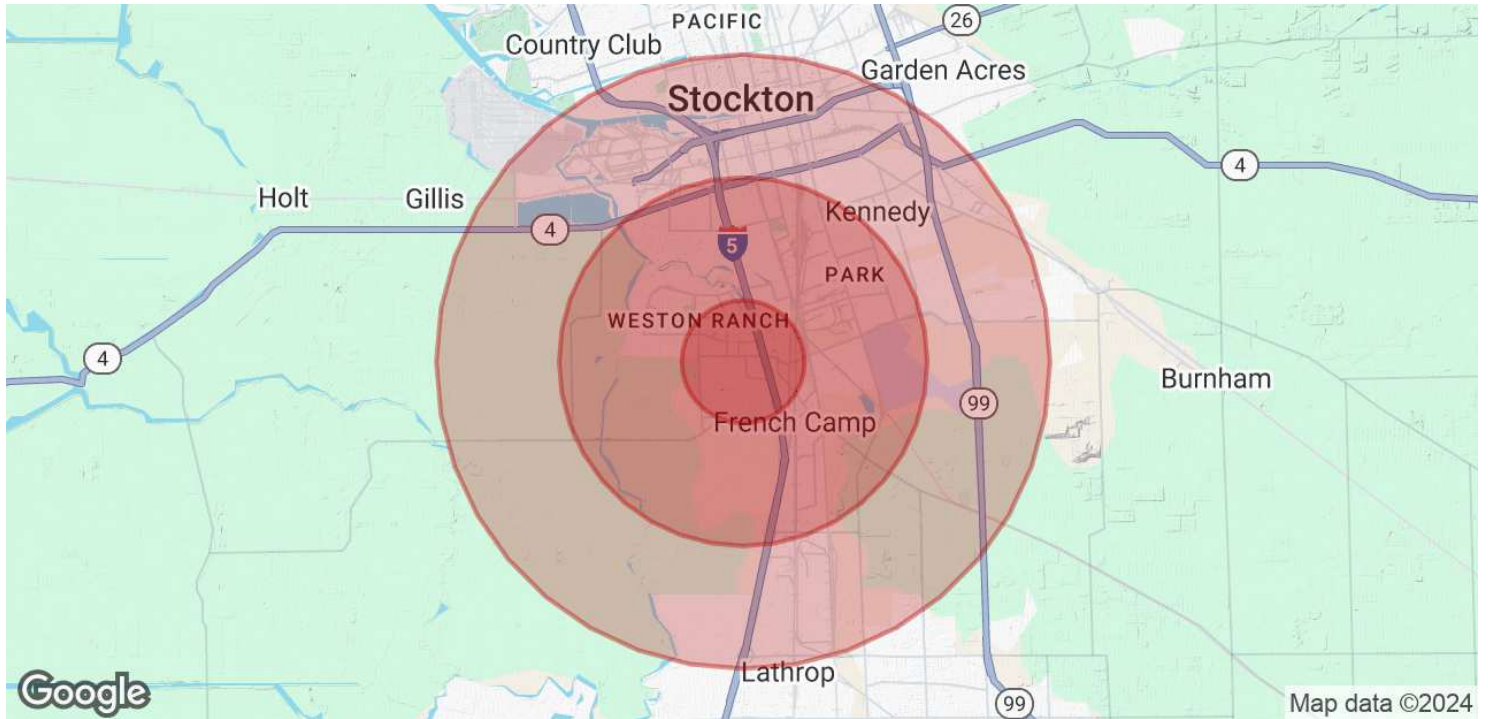 PACIFIC
26
Country Club
Garden Acres
Stockton
4
Holt
Gillis
Kennedy
4
5
PARK
WESTON RANCH
4
Burnham
99
French Camp
Lathrop
Google
99
Map data ©2024